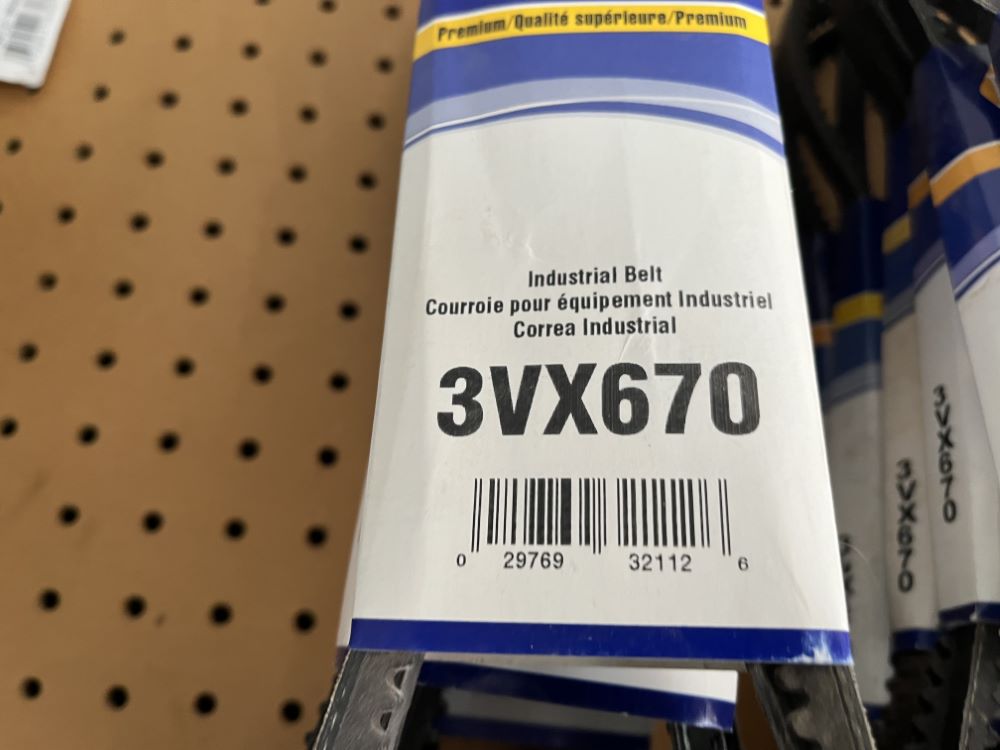 Premium/Qualité supérieure/Premium
Industrial Belt
Courroie pour équipement Industriel
Correa Industrial
3VX670
0 29769 32112 6
3VX670
3VX670